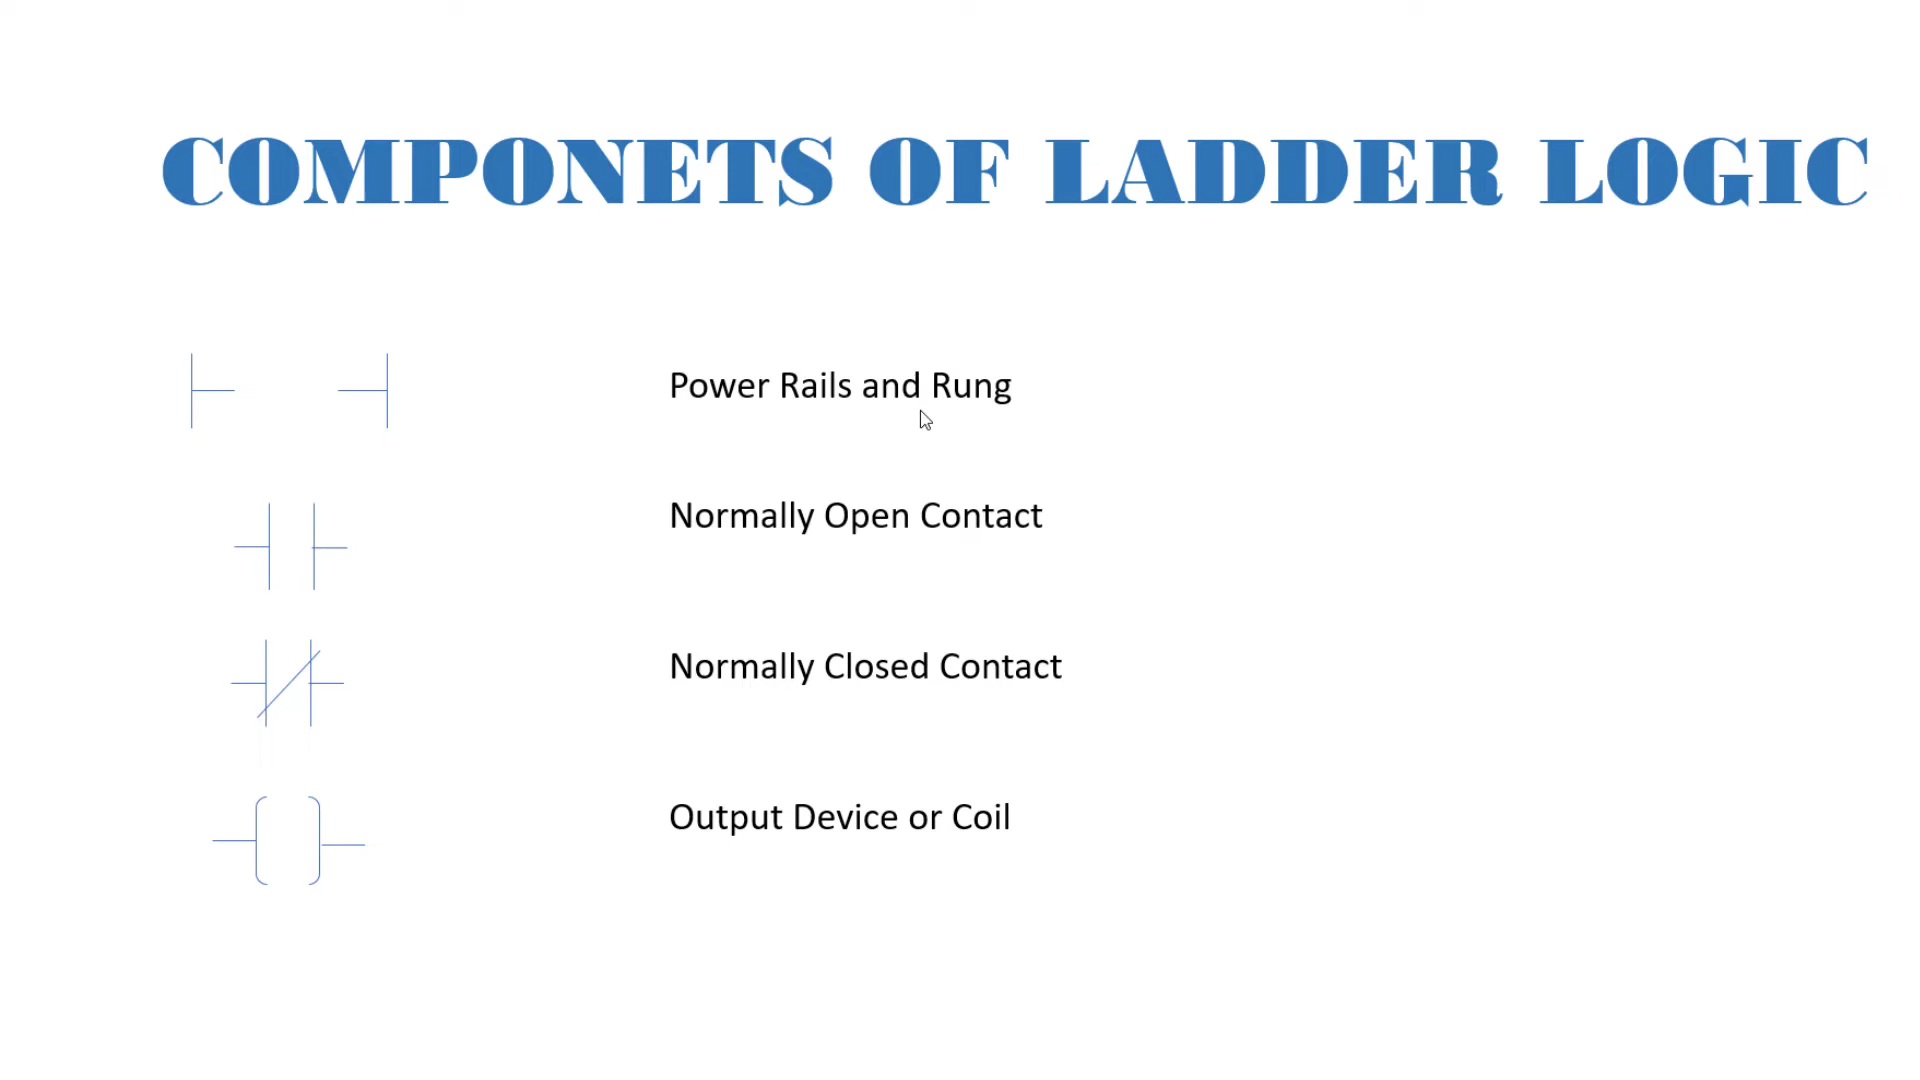 COMPONETS OF LADDER LOGIC
Power Rails and Rung
Normally Open Contact
Normally Closed Contact
Output Device or Coil